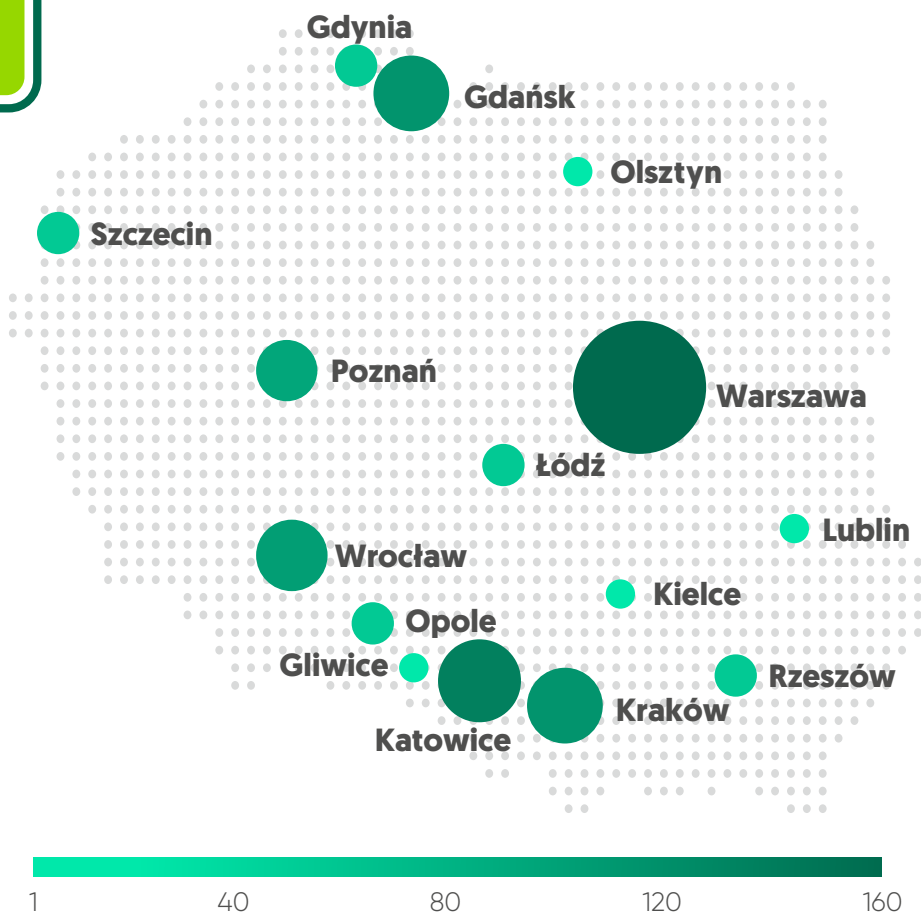 Gdynia
Gdańsk
Olsztyn
Szczecin
Poznań
Warszawa
Łódź
Lublin
Wrocław
Kielce
Opole
Gliwice
Rzeszów
Kraków
Katowice
1 40 80 120 160